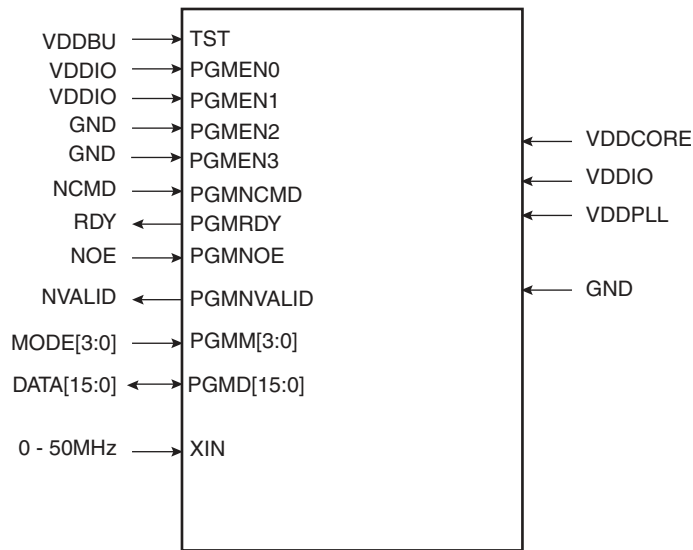 VDDBU TST
VDDIO PGMEN0
VDDIO PGMEN1
GND PGMEN2
GND PGMEN3
NCMD PGMNCMD
RDY PGMRDY
NOE PGMNOE
NVALID PGMNVALID
MODE[3:0] PGMM[3:0]
DATA[15:0] PGMD[15:0]
0 - 50MHz XIN
VDDCORE
VDDIO
VDDPLL
GND